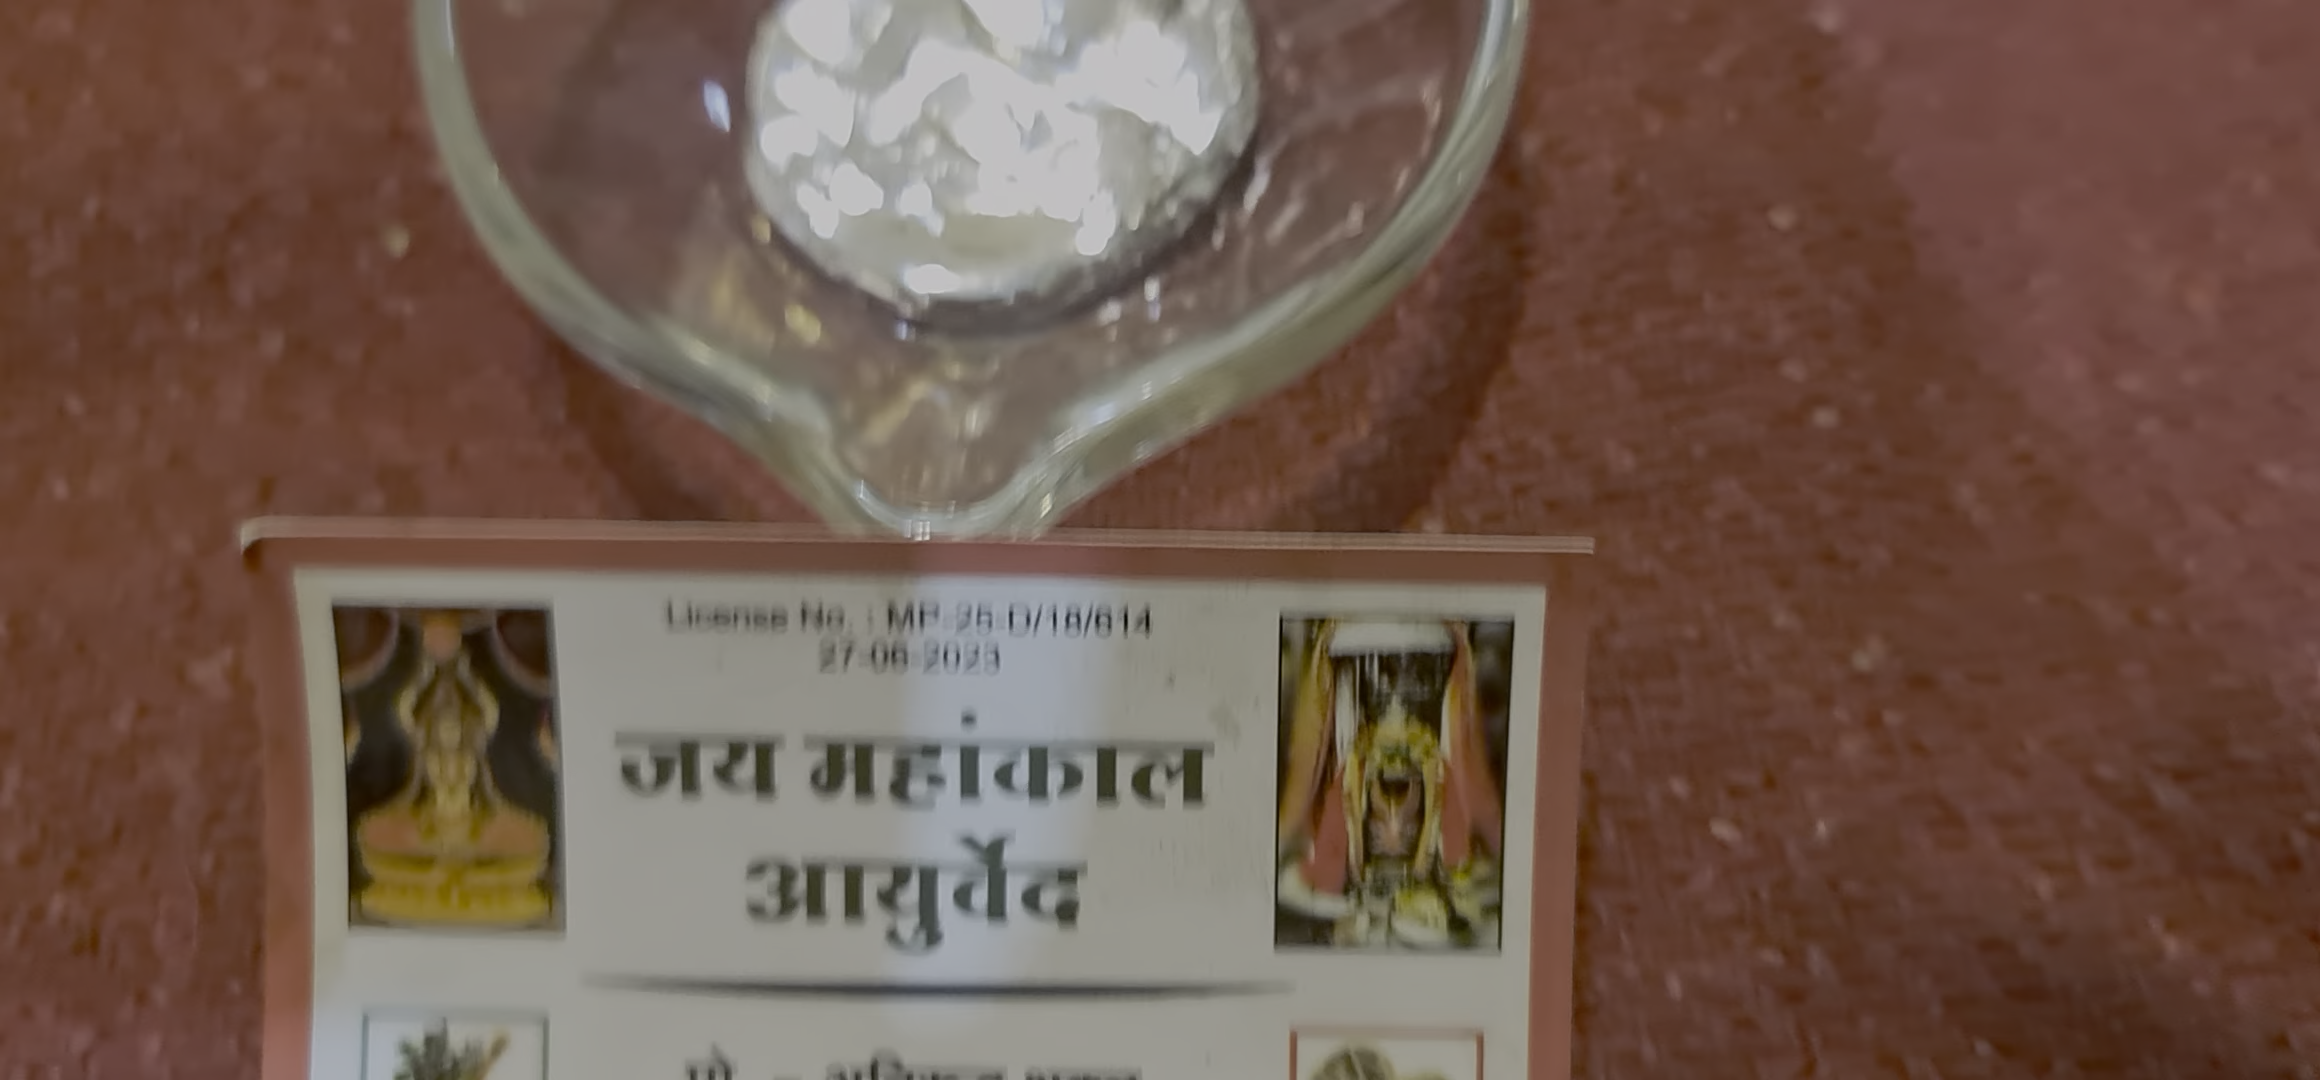 License No. : MP-25-D/18/614
27-06-2023
जय महांकाल
आयुर्वेद
प्रो. -